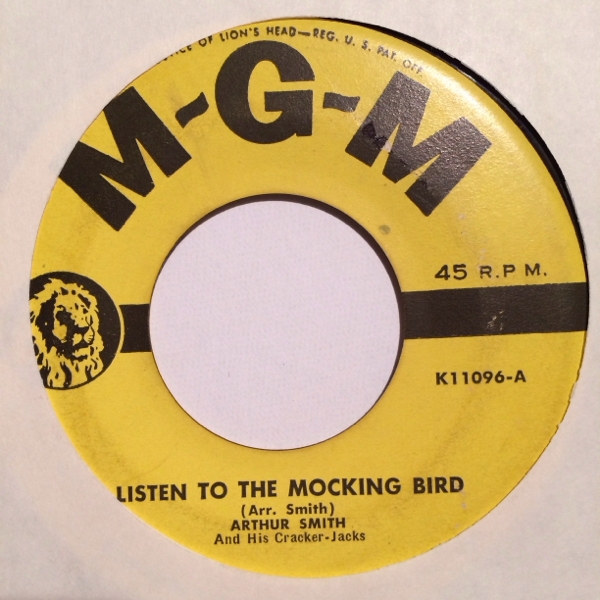 OF LION'S HEAD—REG. U. S. PAT. OFF.
M-G-M
45 R.P M.
K11096-A
LISTEN TO THE MOCKING BIRD
(Arr. Smith)
ARTHUR SMITH
And His Cracker-Jacks